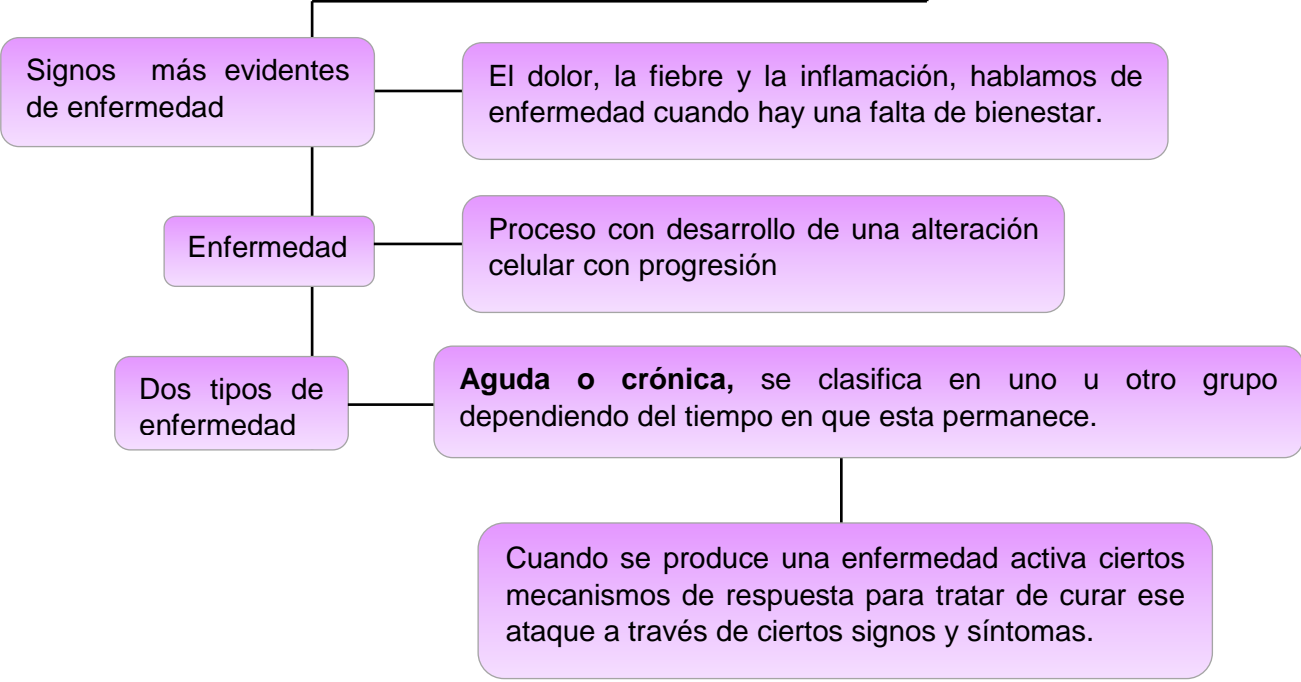 Signos más evidentes
de enfermedad
El dolor, la fiebre y la inflamación, hablamos de
enfermedad cuando hay una falta de bienestar.
Enfermedad
Proceso con desarrollo de una alteración
celular con progresión
Dos tipos de
enfermedad
Aguda o crónica, se clasifica en uno u otro grupo
dependiendo del tiempo en que esta permanece.
Cuando se produce una enfermedad activa ciertos
mecanismos de respuesta para tratar de curar ese
ataque a través de ciertos signos y síntomas.